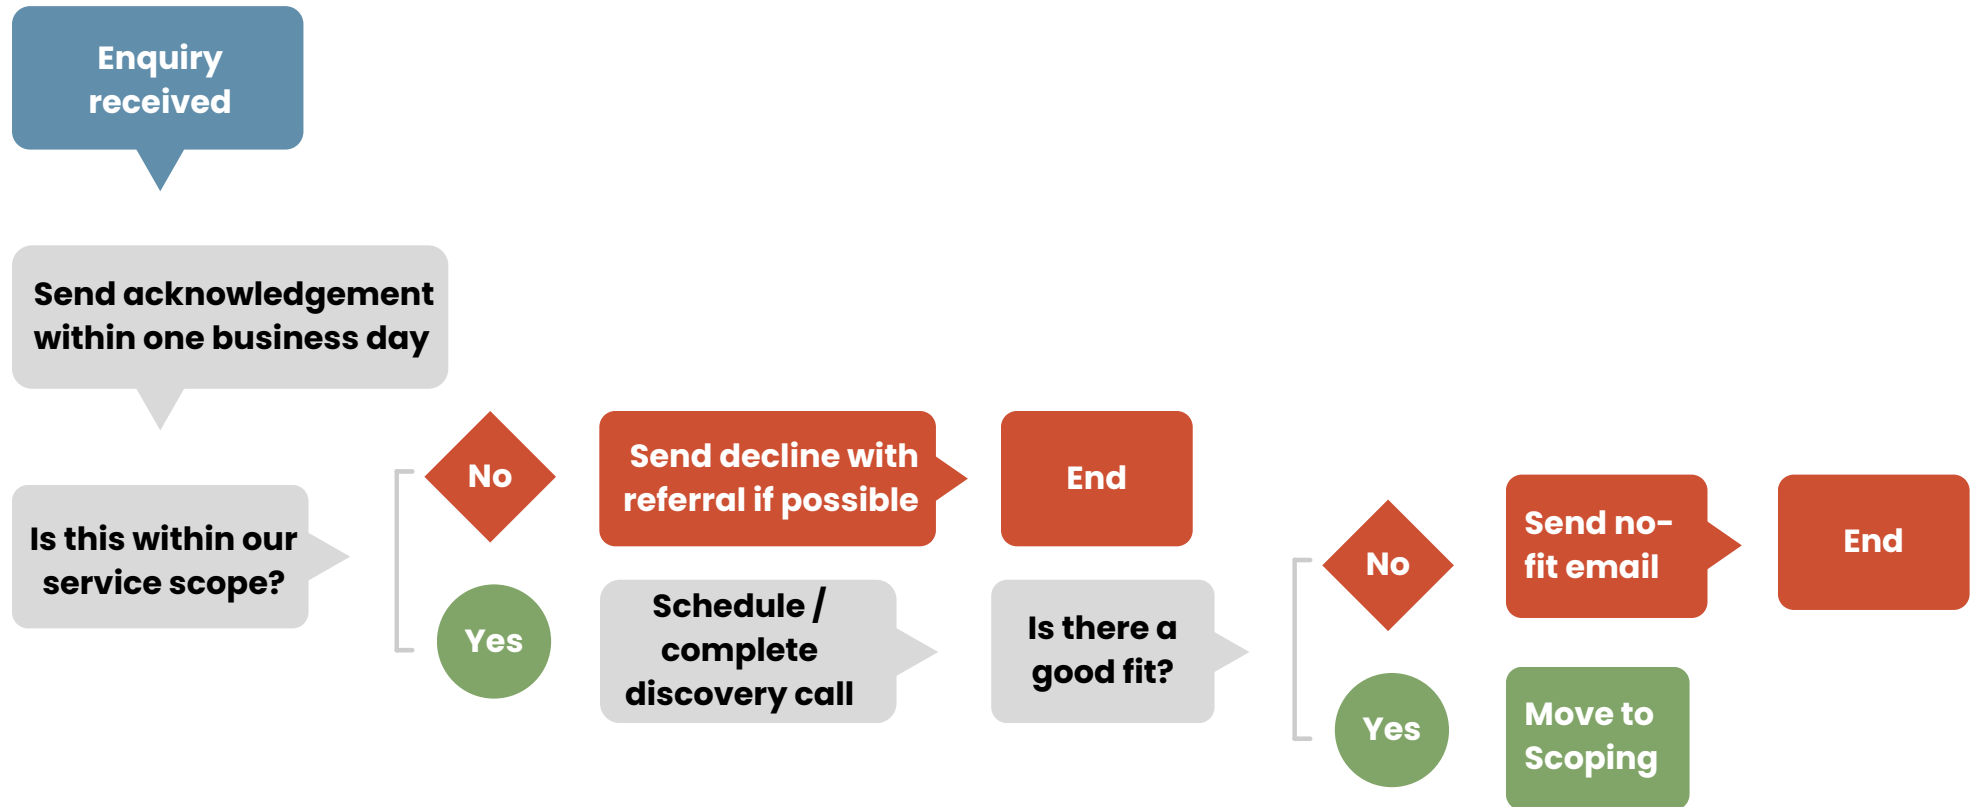 Enquiry
received
Send acknowledgement
within one business day
Is this within our
service scope?
No
Send decline with
referral if possible
End
Yes
Schedule /
complete
discovery call
Is there a
good fit?
No
Send no-
fit email
End
Yes
Move to
Scoping